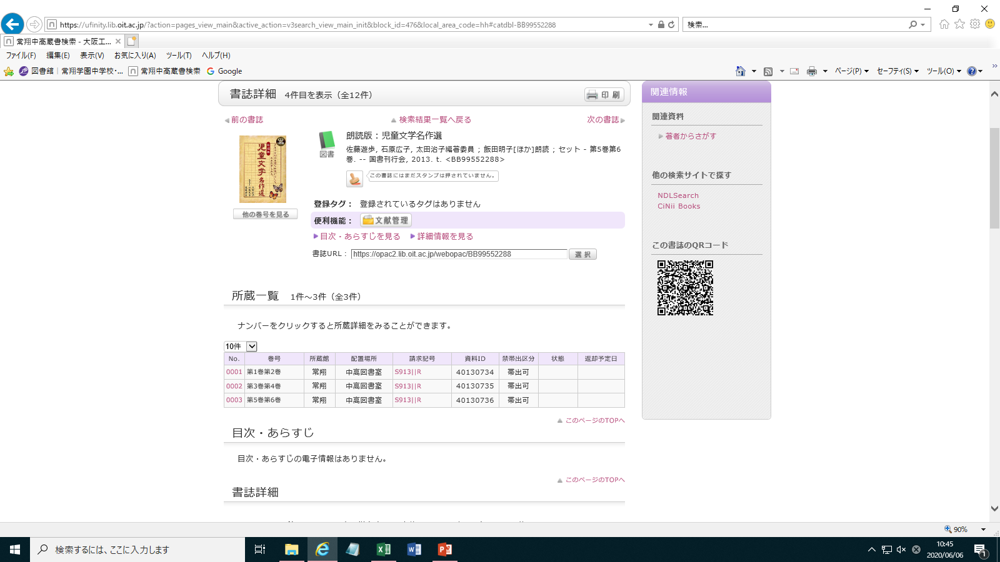 https://ufinity.lib.oit.ac.jp/?action=pages_view_main&active_action=v3search_view_main_init&block_id=476&local_area_code=hh#catdbl-BB99552288
検索...
常翔中高蔵書検索 - 大阪工...
ファイル(F) 編集(E) 表示(V) お気に入り(A) ツール(T) ヘルプ(H)
図書館｜常翔学園中学校・... 常翔中高蔵書検索 Google
ページ(P) セーフティ(S) ツール(O)
書誌詳細 4件目を表示（全12件）
印 刷
前の書誌 検索結果一覧へ戻る 次の書誌
児童文学名作選
他の巻号を見る
図書
朗読版 : 児童文学名作選
佐藤遊歩, 石原広子, 太田治子編著委員 ; 飯田明子[ほか]朗読 ; セット - 第5巻第6
巻. -- 国書刊行会, 2013. t. <BB99552288>
この書誌にはまだスタンプは押されていません。
登録タグ： 登録されているタグはありません
便利機能： 文献管理
目次・あらすじを見る 詳細情報を見る
書誌URL： https://opac2.lib.oit.ac.jp/webopac/BB99552288 選 択
所蔵一覧 1件～3件（全3件）
ナンバーをクリックすると所蔵詳細をみることができます。
10件
No. 巻号 所蔵館 配置場所 請求記号 資料ID 禁帯出区分 状態 返却予定日
0001 第1巻第2巻 常翔 中高図書室 S913||R 40130734 帯出可
0002 第3巻第4巻 常翔 中高図書室 S913||R 40130735 帯出可
0003 第5巻第6巻 常翔 中高図書室 S913||R 40130736 帯出可
このページのTOPへ
目次・あらすじ
目次・あらすじの電子情報はありません。
このページのTOPへ
書誌詳細
関連情報
関連資料
著者からさがす
他の検索サイトで探す
NDLSearch
CiNii Books
この書誌のQRコード
90%
検索するには、ここに入力します
10:45
2020/06/06
1